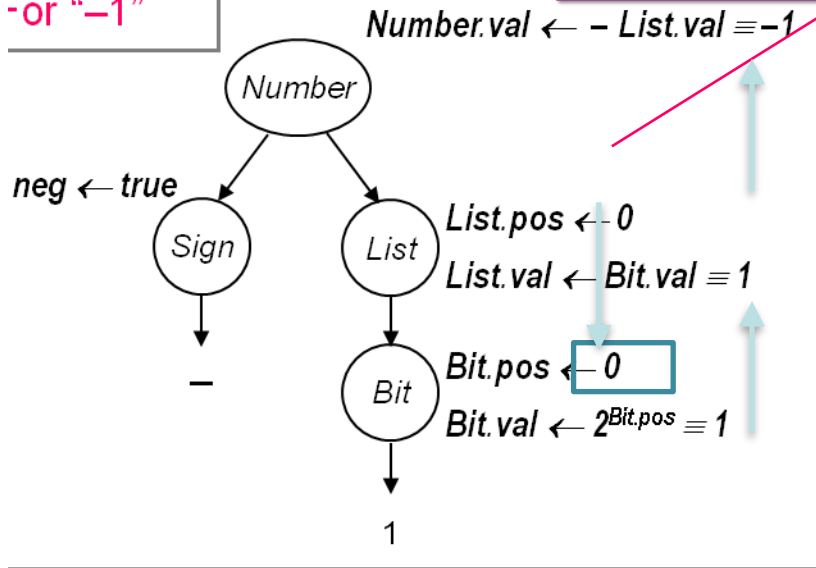 or “–1”
Number.val ← – List.val ≡ –1
Number
neg ← true
Sign
List
List.pos ← 0
List.val ← Bit.val ≡ 1
–
Bit
Bit.pos ← 0
Bit.val ← 2^Bit.pos ≡ 1
1